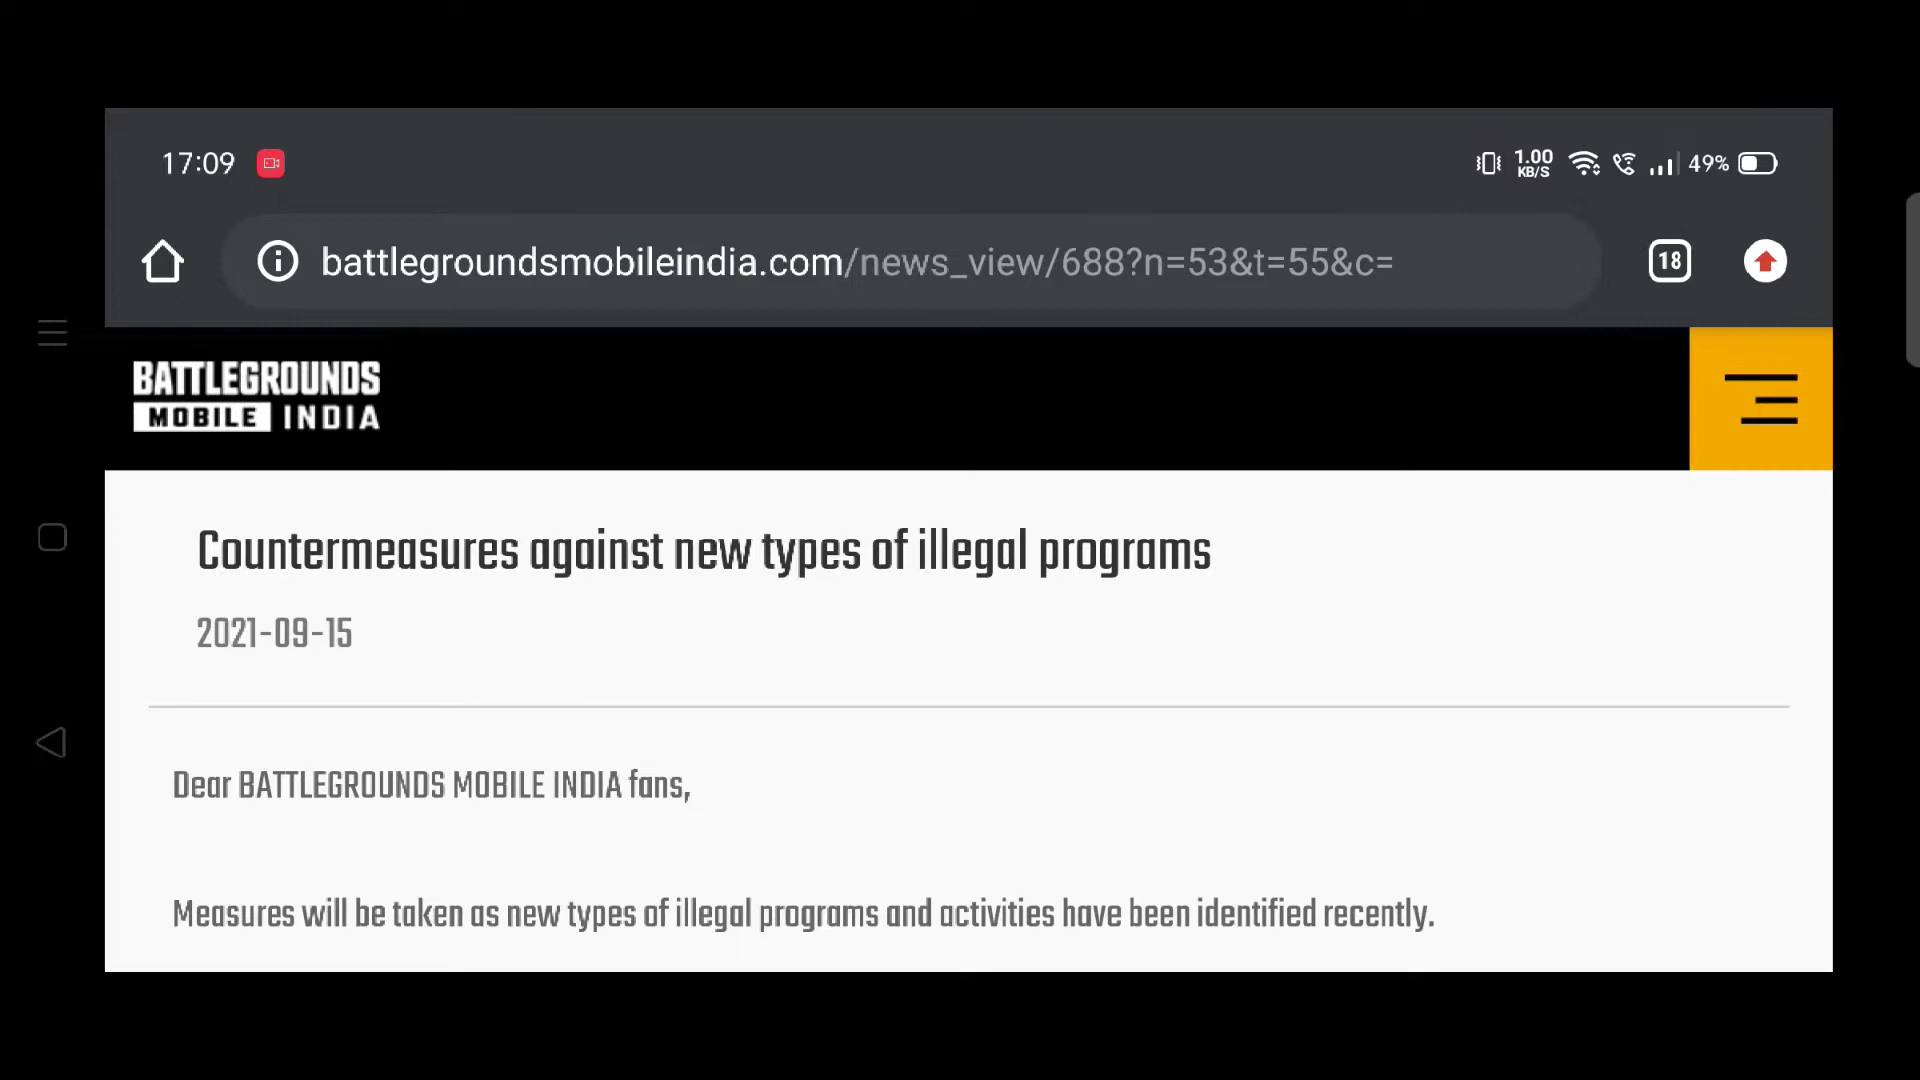 17:09
1.00
KB/S
49%
battlegroundsmobileindia.com/news_view/688?n=53&t=55&c=
18
BATTLEGROUNDS
MOBILE INDIA
Countermeasures against new types of illegal programs
2021-09-15
Dear BATTLEGROUNDS MOBILE INDIA fans,
Measures will be taken as new types of illegal programs and activities have been identified recently.